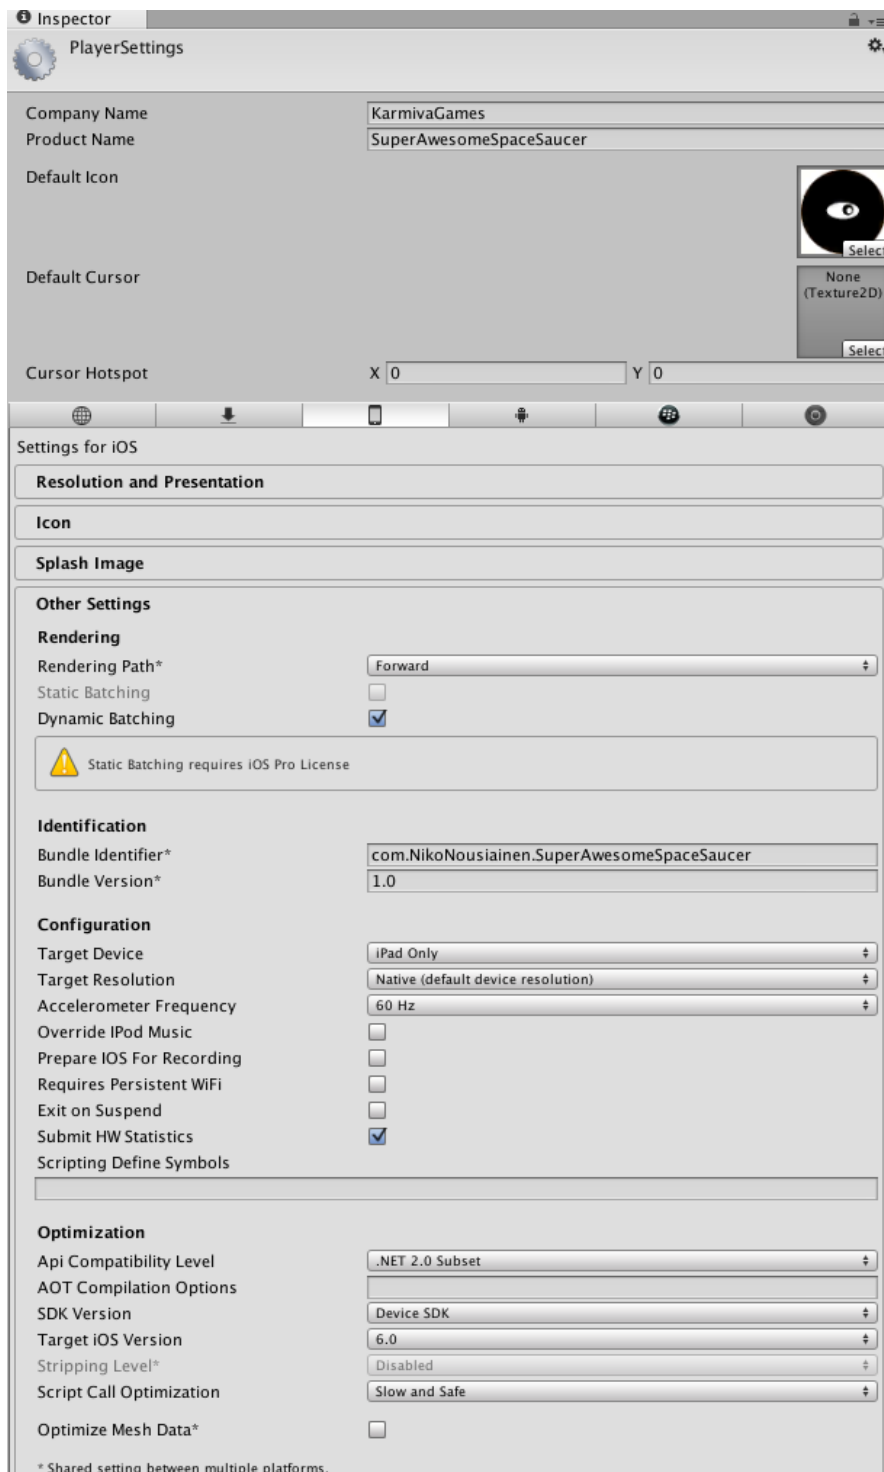 Inspector
PlayerSettings
Company Name KarmivaGames
Product Name SuperAwesomeSpaceSaucer
Default Icon
Select
Default Cursor
None
(Texture2D)
Select
Cursor Hotspot X 0 Y 0
Settings for iOS
Resolution and Presentation
Icon
Splash Image
Other Settings
Rendering
Rendering Path* Forward
Static Batching
Dynamic Batching
Static Batching requires iOS Pro License
Identification
Bundle Identifier* com.NikoNousiainen.SuperAwesomeSpaceSaucer
Bundle Version* 1.0
Configuration
Target Device iPad Only
Target Resolution Native (default device resolution)
Accelerometer Frequency 60 Hz
Override IPod Music
Prepare IOS For Recording
Requires Persistent WiFi
Exit on Suspend
Submit HW Statistics
Scripting Define Symbols
Optimization
Api Compatibility Level .NET 2.0 Subset
AOT Compilation Options
SDK Version Device SDK
Target iOS Version 6.0
Stripping Level* Disabled
Script Call Optimization Slow and Safe
Optimize Mesh Data*
* Shared setting between multiple platforms.